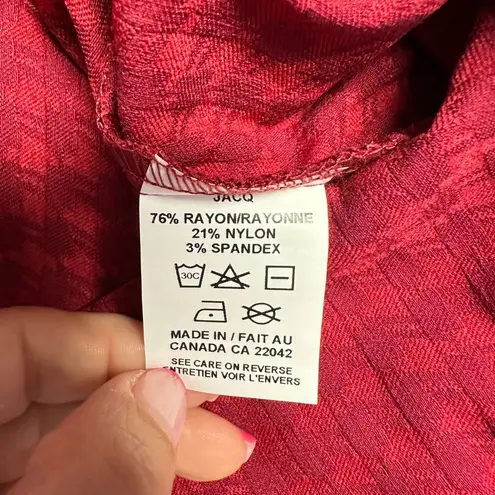 JACQ
76% RAYON/RAYONNE
21% NYLON
3% SPANDEX
30C
MADE IN / FAIT AU
CANADA CA 22042
SEE CARE ON REVERSE
ENTRETIEN VOIR L'ENVERS